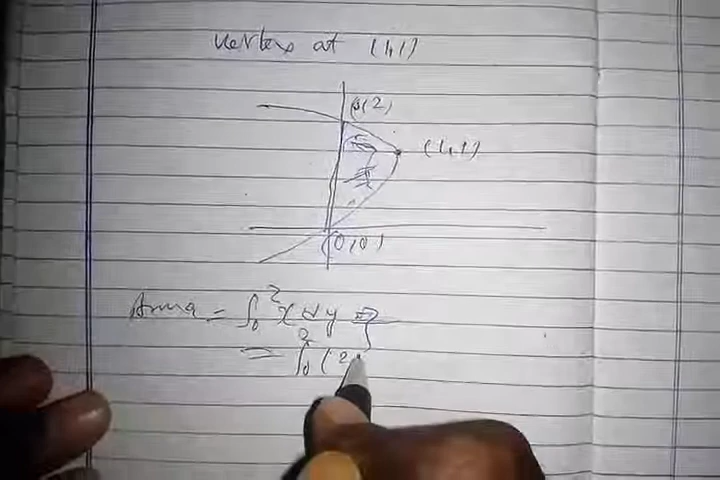 vertex at (1,1)
(0,2)
(1,1)
(0,0)
Area = ∫₀² x dy
= ∫₀² (2